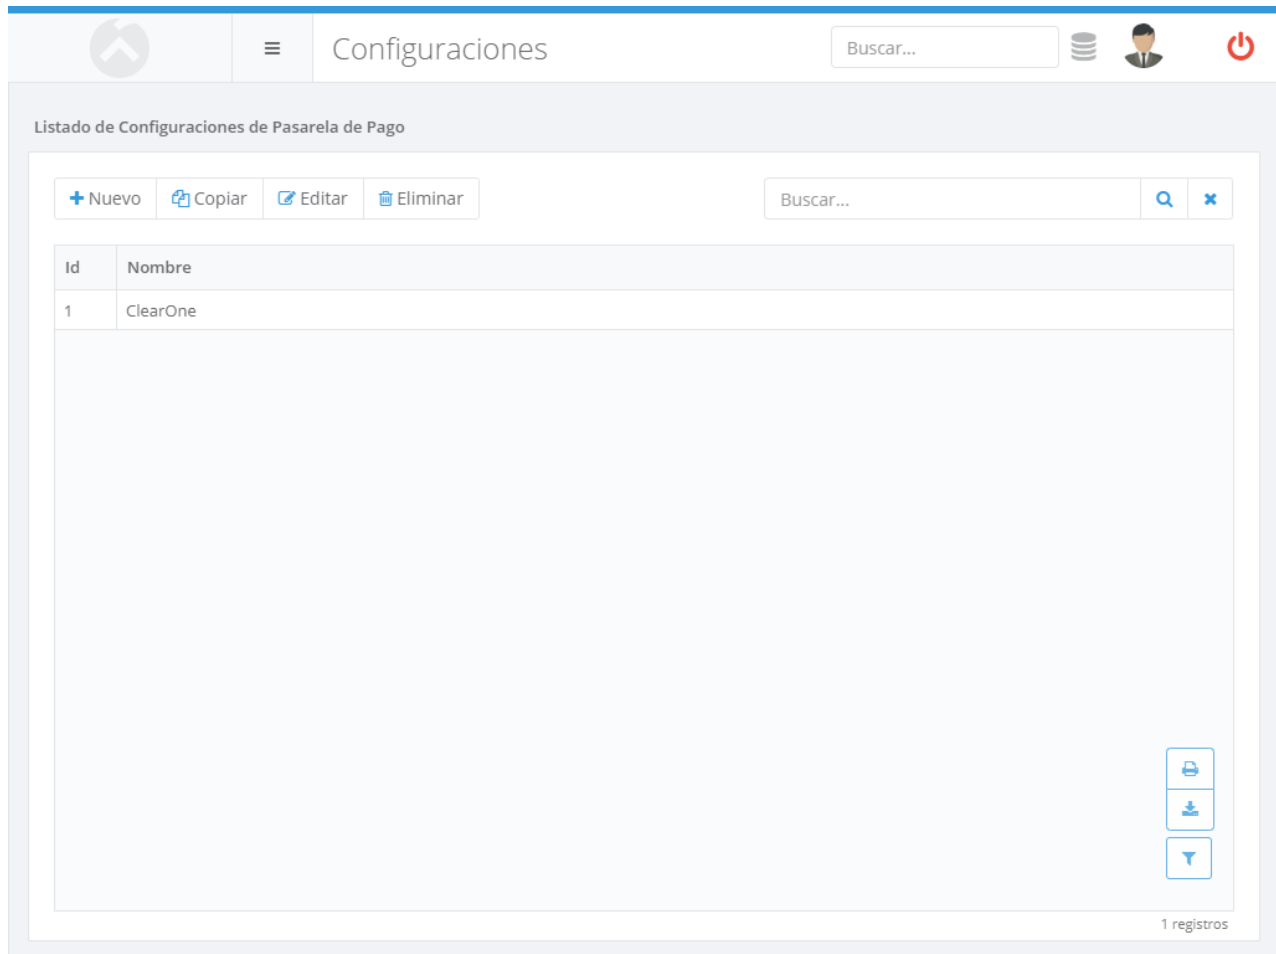 Configuraciones
Buscar...
Listado de Configuraciones de Pasarela de Pago
Nuevo Copiar Editar Eliminar
Buscar...
Id Nombre
1 ClearOne
1 registros